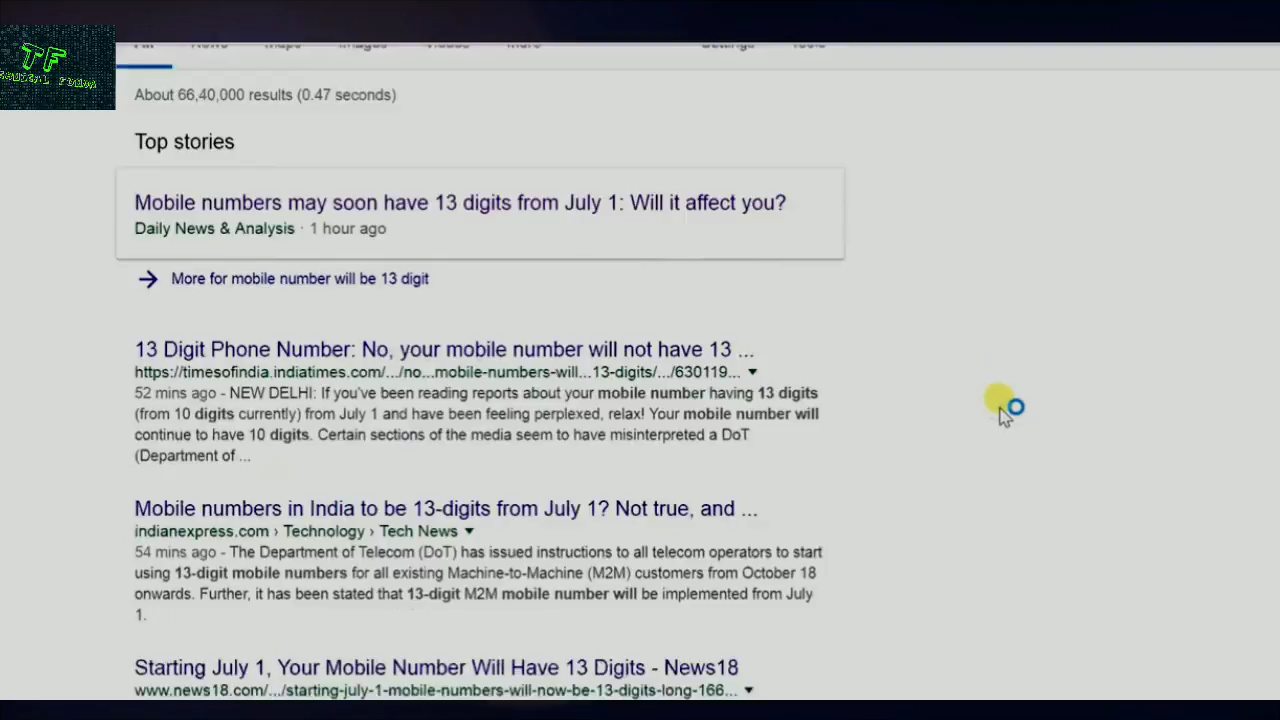 TF
About 66,40,000 results (0.47 seconds)
Top stories
Mobile numbers may soon have 13 digits from July 1: Will it affect you?
Daily News & Analysis · 1 hour ago
→ More for mobile number will be 13 digit
13 Digit Phone Number: No, your mobile number will not have 13 ...
https://timesofindia.indiatimes.com/.../no...mobile-numbers-will...13-digits/.../630119... ▼
52 mins ago - NEW DELHI: If you've been reading reports about your mobile number having 13 digits
(from 10 digits currently) from July 1 and have been feeling perplexed, relax! Your mobile number will
continue to have 10 digits. Certain sections of the media seem to have misinterpreted a DoT
(Department of ...
Mobile numbers in India to be 13-digits from July 1? Not true, and ...
indianexpress.com › Technology › Tech News ▼
54 mins ago - The Department of Telecom (DoT) has issued instructions to all telecom operators to start
using 13-digit mobile numbers for all existing Machine-to-Machine (M2M) customers from October 18
onwards. Further, it has been stated that 13-digit M2M mobile number will be implemented from July
1.
Starting July 1, Your Mobile Number Will Have 13 Digits - News18
www.news18.com/.../starting-july-1-mobile-numbers-will-now-be-13-digits-long-166... ▼